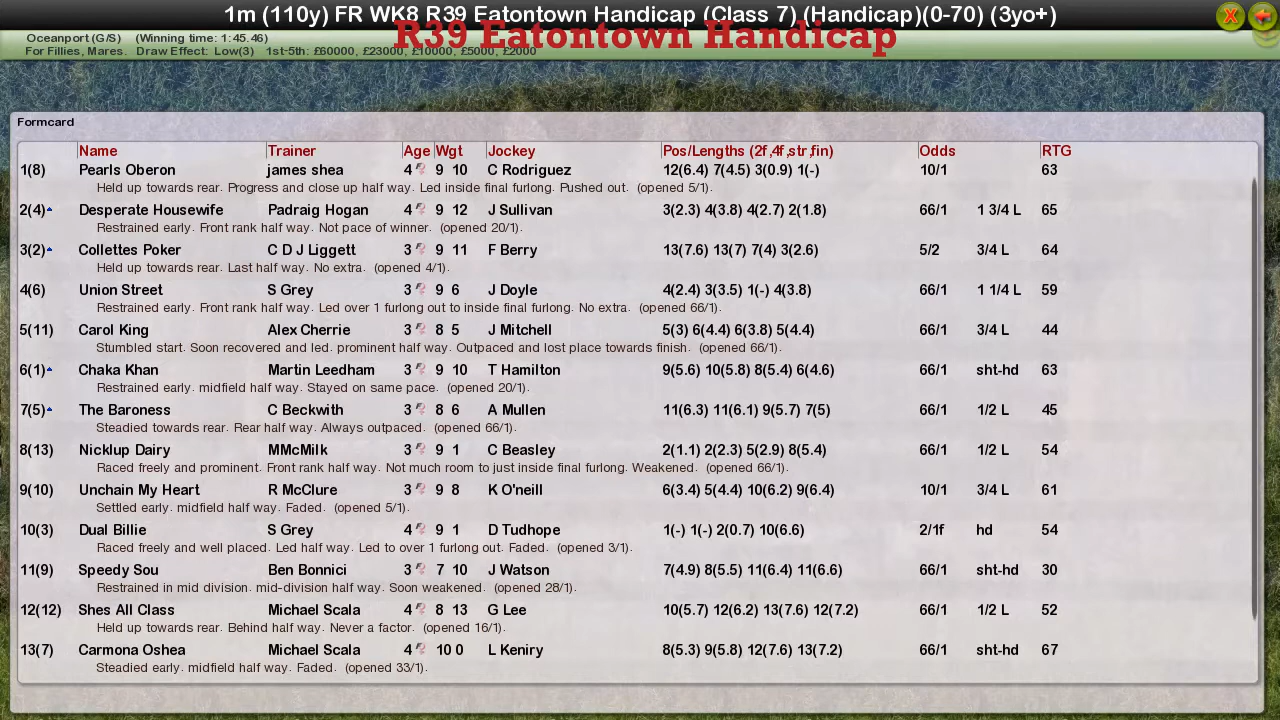 1m (110y) FR WK8 R39 Eatontown Handicap (Class 7) (Handicap)(0-70) (3yo+)
R39 Eatontown Handicap
Oceanport(G/S) (Winning time: 1:45.46)
For Fillies, Mares. Draw Effect: Low(3) 1st-5th: £60000, £23000, £10000, £5000, £2000
Formcard
Name Trainer Age Wgt Jockey Pos/Lengths (2f,4f,str,fin) Odds RTG
1(8) Pearls Oberon james shea 4 9 10 C Rodriguez 12(6.4) 7(4.5) 3(0.9) 1(-) 10/1 63
Held up towards rear. Progress and close up half way. Led inside final furlong. Pushed out. (opened 5/1).
2(4) Desperate Housewife Padraig Hogan 4 9 12 J Sullivan 3(2.3) 4(3.8) 4(2.7) 2(1.8) 66/1 1 3/4 L 65
Restrained early. Front rank half way. Not pace of winner. (opened 20/1).
3(2) Collettes Poker C D J Liggett 3 9 11 F Berry 13(7.6) 13(7) 7(4) 3(2.6) 5/2 3/4 L 64
Held up towards rear. Last half way. No extra. (opened 4/1).
4(6) Union Street S Grey 3 9 6 J Doyle 4(2.4) 3(3.5) 1(-) 4(3.8) 66/1 1 1/4 L 59
Restrained early. Front rank half way. Led over 1 furlong out to inside final furlong. No extra. (opened 66/1).
5(11) Carol King Alex Cherrie 3 8 5 J Mitchell 5(3) 6(4.4) 6(3.8) 5(4.4) 66/1 3/4 L 44
Stumbled start. Soon recovered and led. prominent half way. Outpaced and lost place towards finish. (opened 66/1).
6(1) Chaka Khan Martin Leedham 3 9 10 T Hamilton 9(5.6) 10(5.8) 8(5.4) 6(4.6) 66/1 sht-hd 63
Restrained early. midfield half way. Stayed on same pace. (opened 20/1).
7(5) The Baroness C Beckwith 3 8 6 A Mullen 11(6.3) 11(6.1) 9(5.7) 7(5) 66/1 1/2 L 45
Steadied towards rear. Rear half way. Always outpaced. (opened 66/1).
8(13) Nicklup Dairy MMcMilk 3 9 1 C Beasley 2(1.1) 2(2.3) 5(2.9) 8(5.4) 66/1 1/2 L 54
Raced freely and prominent. Front rank half way. Not much room to just inside final furlong. Weakened. (opened 66/1).
9(10) Unchain My Heart R McClure 3 9 8 K O'neill 6(3.4) 5(4.4) 10(6.2) 9(6.4) 10/1 3/4 L 61
Settled early. midfield half way. Faded. (opened 5/1).
10(3) Dual Billie S Grey 4 9 1 D Tudhope 1(-) 1(-) 2(0.7) 10(6.6) 2/1f hd 54
Raced freely and well placed. Led half way. Led to over 1 furlong out. Faded. (opened 3/1).
11(9) Speedy Sou Ben Bonnici 3 7 10 J Watson 7(4.9) 8(5.5) 11(6.4) 11(6.6) 66/1 sht-hd 30
Restrained in mid division. mid-division half way. Soon weakened. (opened 28/1).
12(12) Shes All Class Michael Scala 4 8 13 G Lee 10(5.7) 12(6.2) 13(7.6) 12(7.2) 66/1 1/2 L 52
Held up towards rear. Behind half way. Never a factor. (opened 16/1).
13(7) Carmona Oshea Michael Scala 4 10 0 L Keniry 8(5.3) 9(5.8) 12(7.6) 13(7.2) 66/1 sht-hd 67
Steadied early. midfield half way. Faded. (opened 33/1).